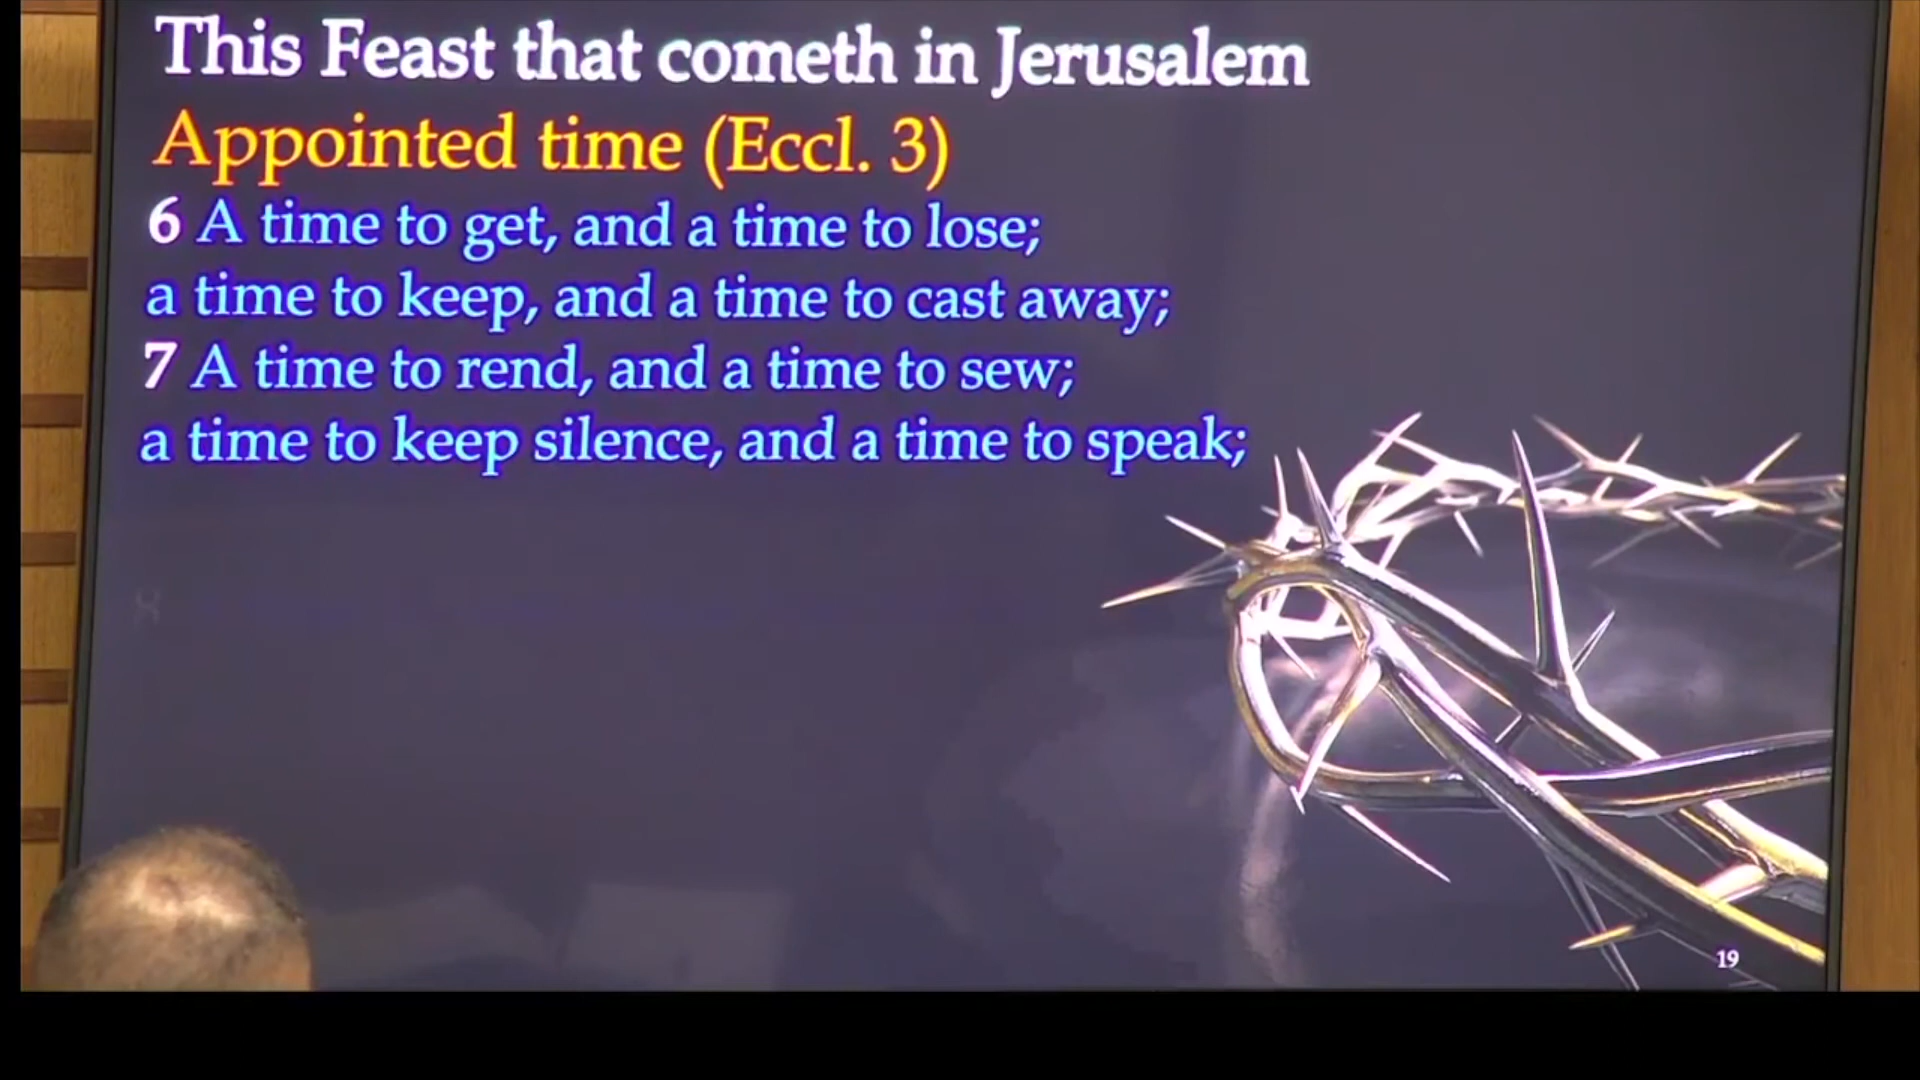 This Feast that cometh in Jerusalem
Appointed time (Eccl. 3)
6 A time to get, and a time to lose;
a time to keep, and a time to cast away;
7 A time to rend, and a time to sew;
a time to keep silence, and a time to speak;
8
19